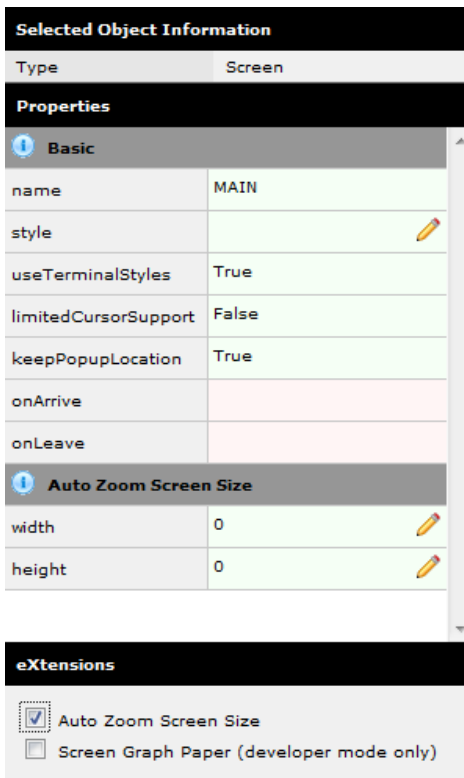 Selected Object Information
Type Screen
Properties
Basic
name MAIN
style
useTerminalStyles True
limitedCursorSupport False
keepPopupLocation True
onArrive
onLeave
Auto Zoom Screen Size
width 0
height 0
eXtensions
Auto Zoom Screen Size
Screen Graph Paper (developer mode only)